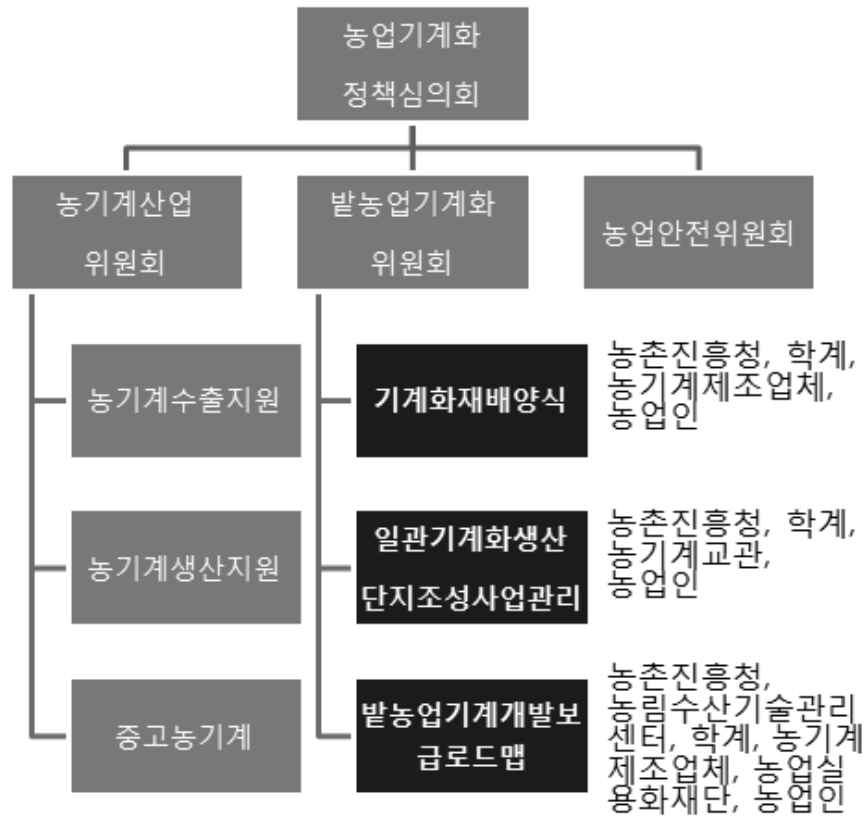 농업기계화
정책심의회
농기계산업
위원회
밭농업기계화
위원회
농업안전위원회
농기계수출지원
기계화재배양식
농촌진흥청, 학계,
농기계제조업체,
농업인
농기계생산지원
일관기계화생산
단지조성사업관리
농촌진흥청, 학계,
농기계교관,
농업인
중고농기계
밭농업기계개발보
급로드맵
농촌진흥청,
농림수산기술관리
센터, 학계, 농기계
제조업체, 농업실
용화재단, 농업인